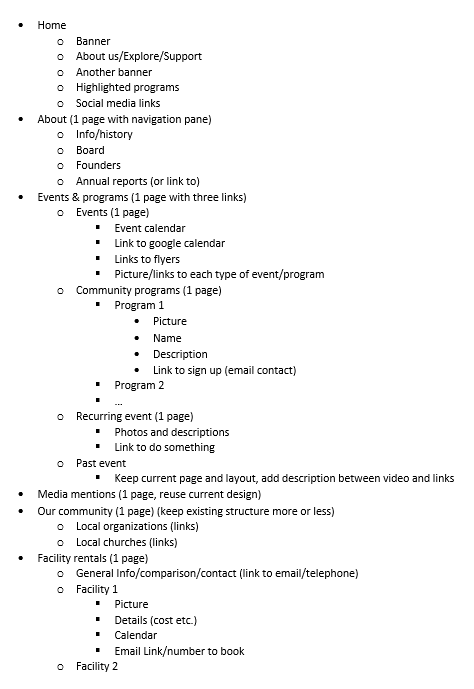 • Home
o Banner
o About us/Explore/Support
o Another banner
o Highlighted programs
o Social media links
• About (1 page with navigation pane)
o Info/history
o Board
o Founders
o Annual reports (or link to)
• Events & programs (1 page with three links)
o Events (1 page)
▪ Event calendar
▪ Link to google calendar
▪ Links to flyers
▪ Picture/links to each type of event/program
o Community programs (1 page)
▪ Program 1
• Picture
• Name
• Description
• Link to sign up (email contact)
▪ Program 2
▪ ...
o Recurring event (1 page)
▪ Photos and descriptions
▪ Link to do something
o Past event
▪ Keep current page and layout, add description between video and links
• Media mentions (1 page, reuse current design)
• Our community (1 page) (keep existing structure more or less)
o Local organizations (links)
o Local churches (links)
• Facility rentals (1 page)
o General Info/comparison/contact (link to email/telephone)
o Facility 1
▪ Picture
▪ Details (cost etc.)
▪ Calendar
▪ Email Link/number to book
o Facility 2